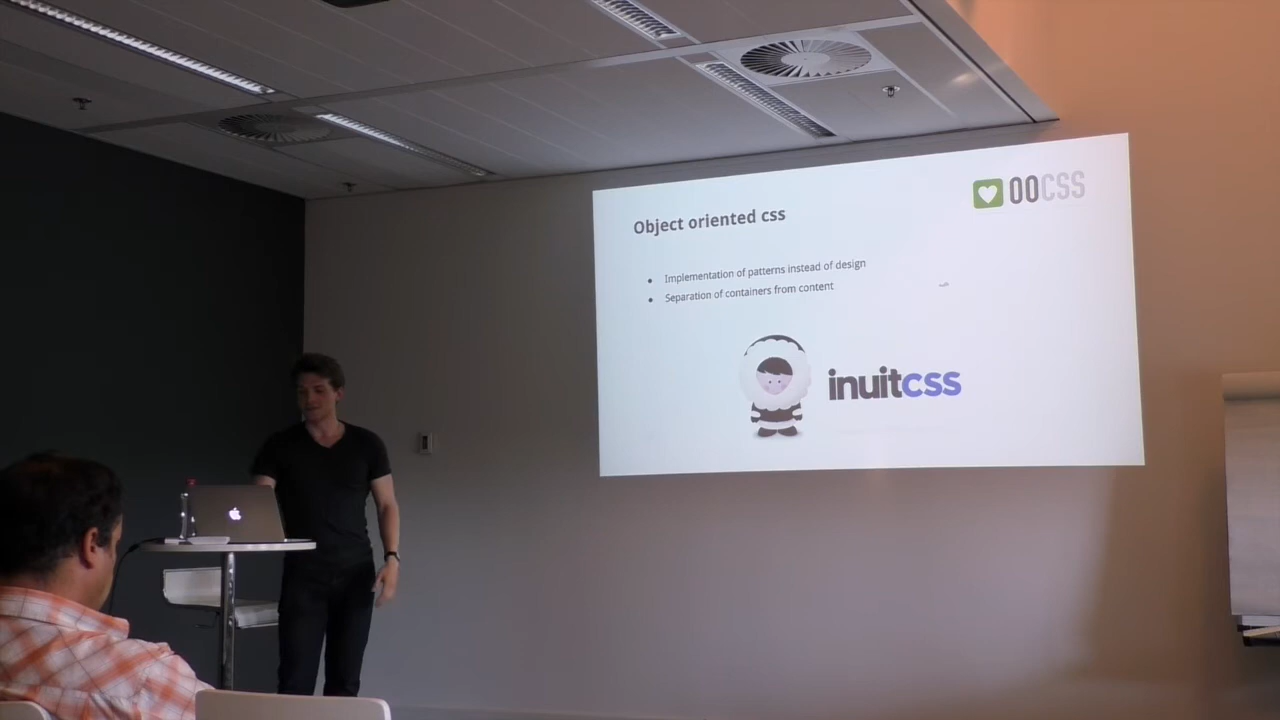 OOCSS
Object oriented css
Implementation of patterns instead of design
Separation of containers from content
inuitcss